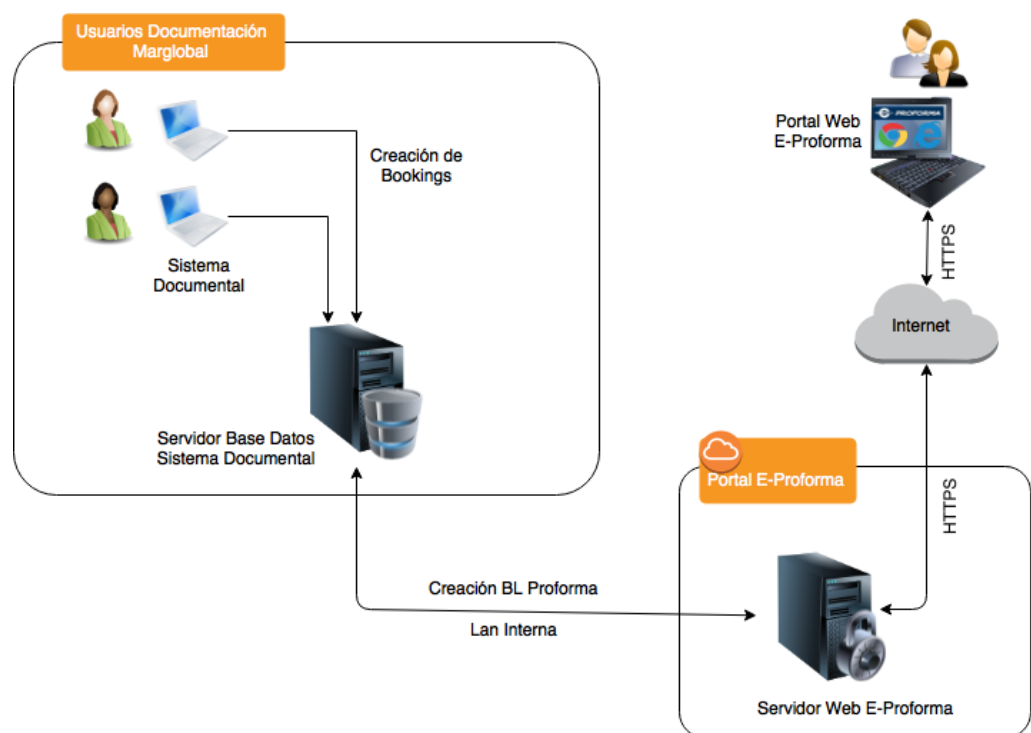 Usuarios Documentación
Marglobal
Creación de
Bookings
Sistema
Documental
Servidor Base Datos
Sistema Documental
Portal Web
E-Proforma
E-PROFORMA
HTTPS
Internet
HTTPS
Portal E-Proforma
Creación BL Proforma
Lan Interna
Servidor Web E-Proforma